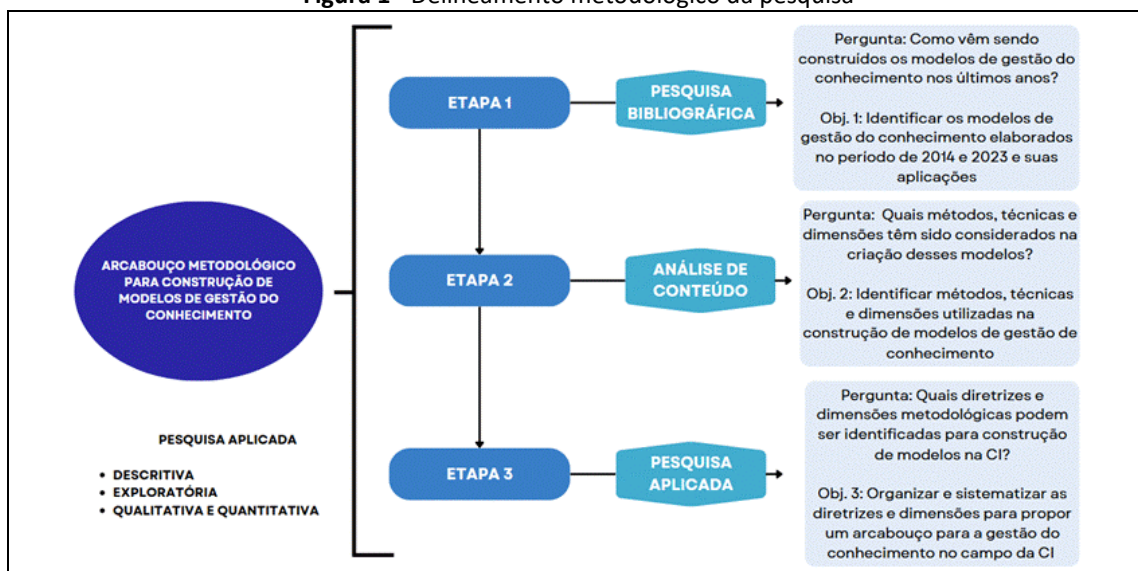 Figura 1 - Delineamento metodológico da pesquisa
ARCABOUÇO METODOLÓGICO
PARA CONSTRUÇÃO DE
MODELOS DE GESTÃO DO
CONHECIMENTO
PESQUISA APLICADA
• DESCRITIVA
• EXPLORATÓRIA
• QUALITATIVA E QUANTITATIVA
ETAPA 1
PESQUISA
BIBLIOGRÁFICA
Pergunta: Como vêm sendo
construídos os modelos de gestão do
conhecimento nos últimos anos?
Obj. 1: Identificar os modelos de
gestão do conhecimento elaborados
no período de 2014 e 2023 e suas
aplicações
ETAPA 2
ANÁLISE DE
CONTEÚDO
Pergunta: Quais métodos, técnicas e
dimensões têm sido considerados na
criação desses modelos?
Obj. 2: Identificar métodos, técnicas
e dimensões utilizadas na
construção de modelos de gestão de
conhecimento
ETAPA 3
PESQUISA
APLICADA
Pergunta: Quais diretrizes e
dimensões metodológicas podem
ser identificadas para construção
de modelos na CI?
Obj. 3: Organizar e sistematizar as
diretrizes e dimensões para propor
um arcabouço para a gestão do
conhecimento no campo da CI